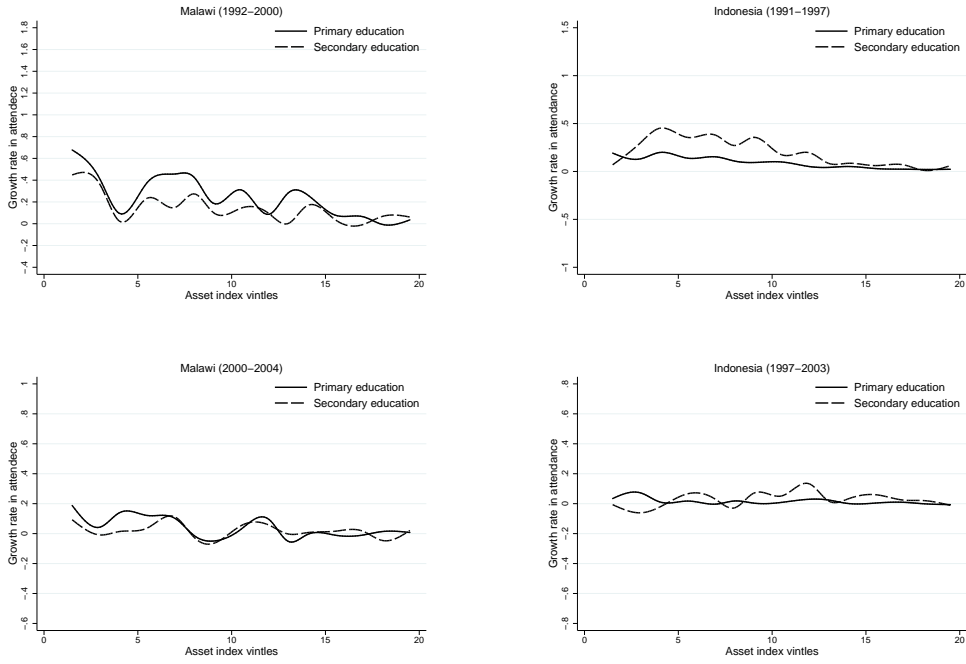 Malawi (1992−2000)
Primary education
Secondary education
Growth rate in attendece
1.8
1.6
1.4
1.2
1
.8
.6
.4
.2
0
−.2
−.4
0 5 10 15 20
Asset index vintles
Indonesia (1991−1997)
Primary education
Secondary education
Growth rate in attendance
1.5
1
.5
0
−.5
−1
0 5 10 15 20
Asset index vintles
Malawi (2000−2004)
Primary education
Secondary education
Growth rate in attendece
1
.8
.6
.4
.2
0
−.2
−.4
−.6
0 5 10 15 20
Asset index vintles
Indonesia (1997−2003)
Primary education
Secondary education
Growth rate in attendance
.8
.6
.4
.2
0
−.2
−.4
−.6
−.8
0 5 10 15 20
Asset index vintles